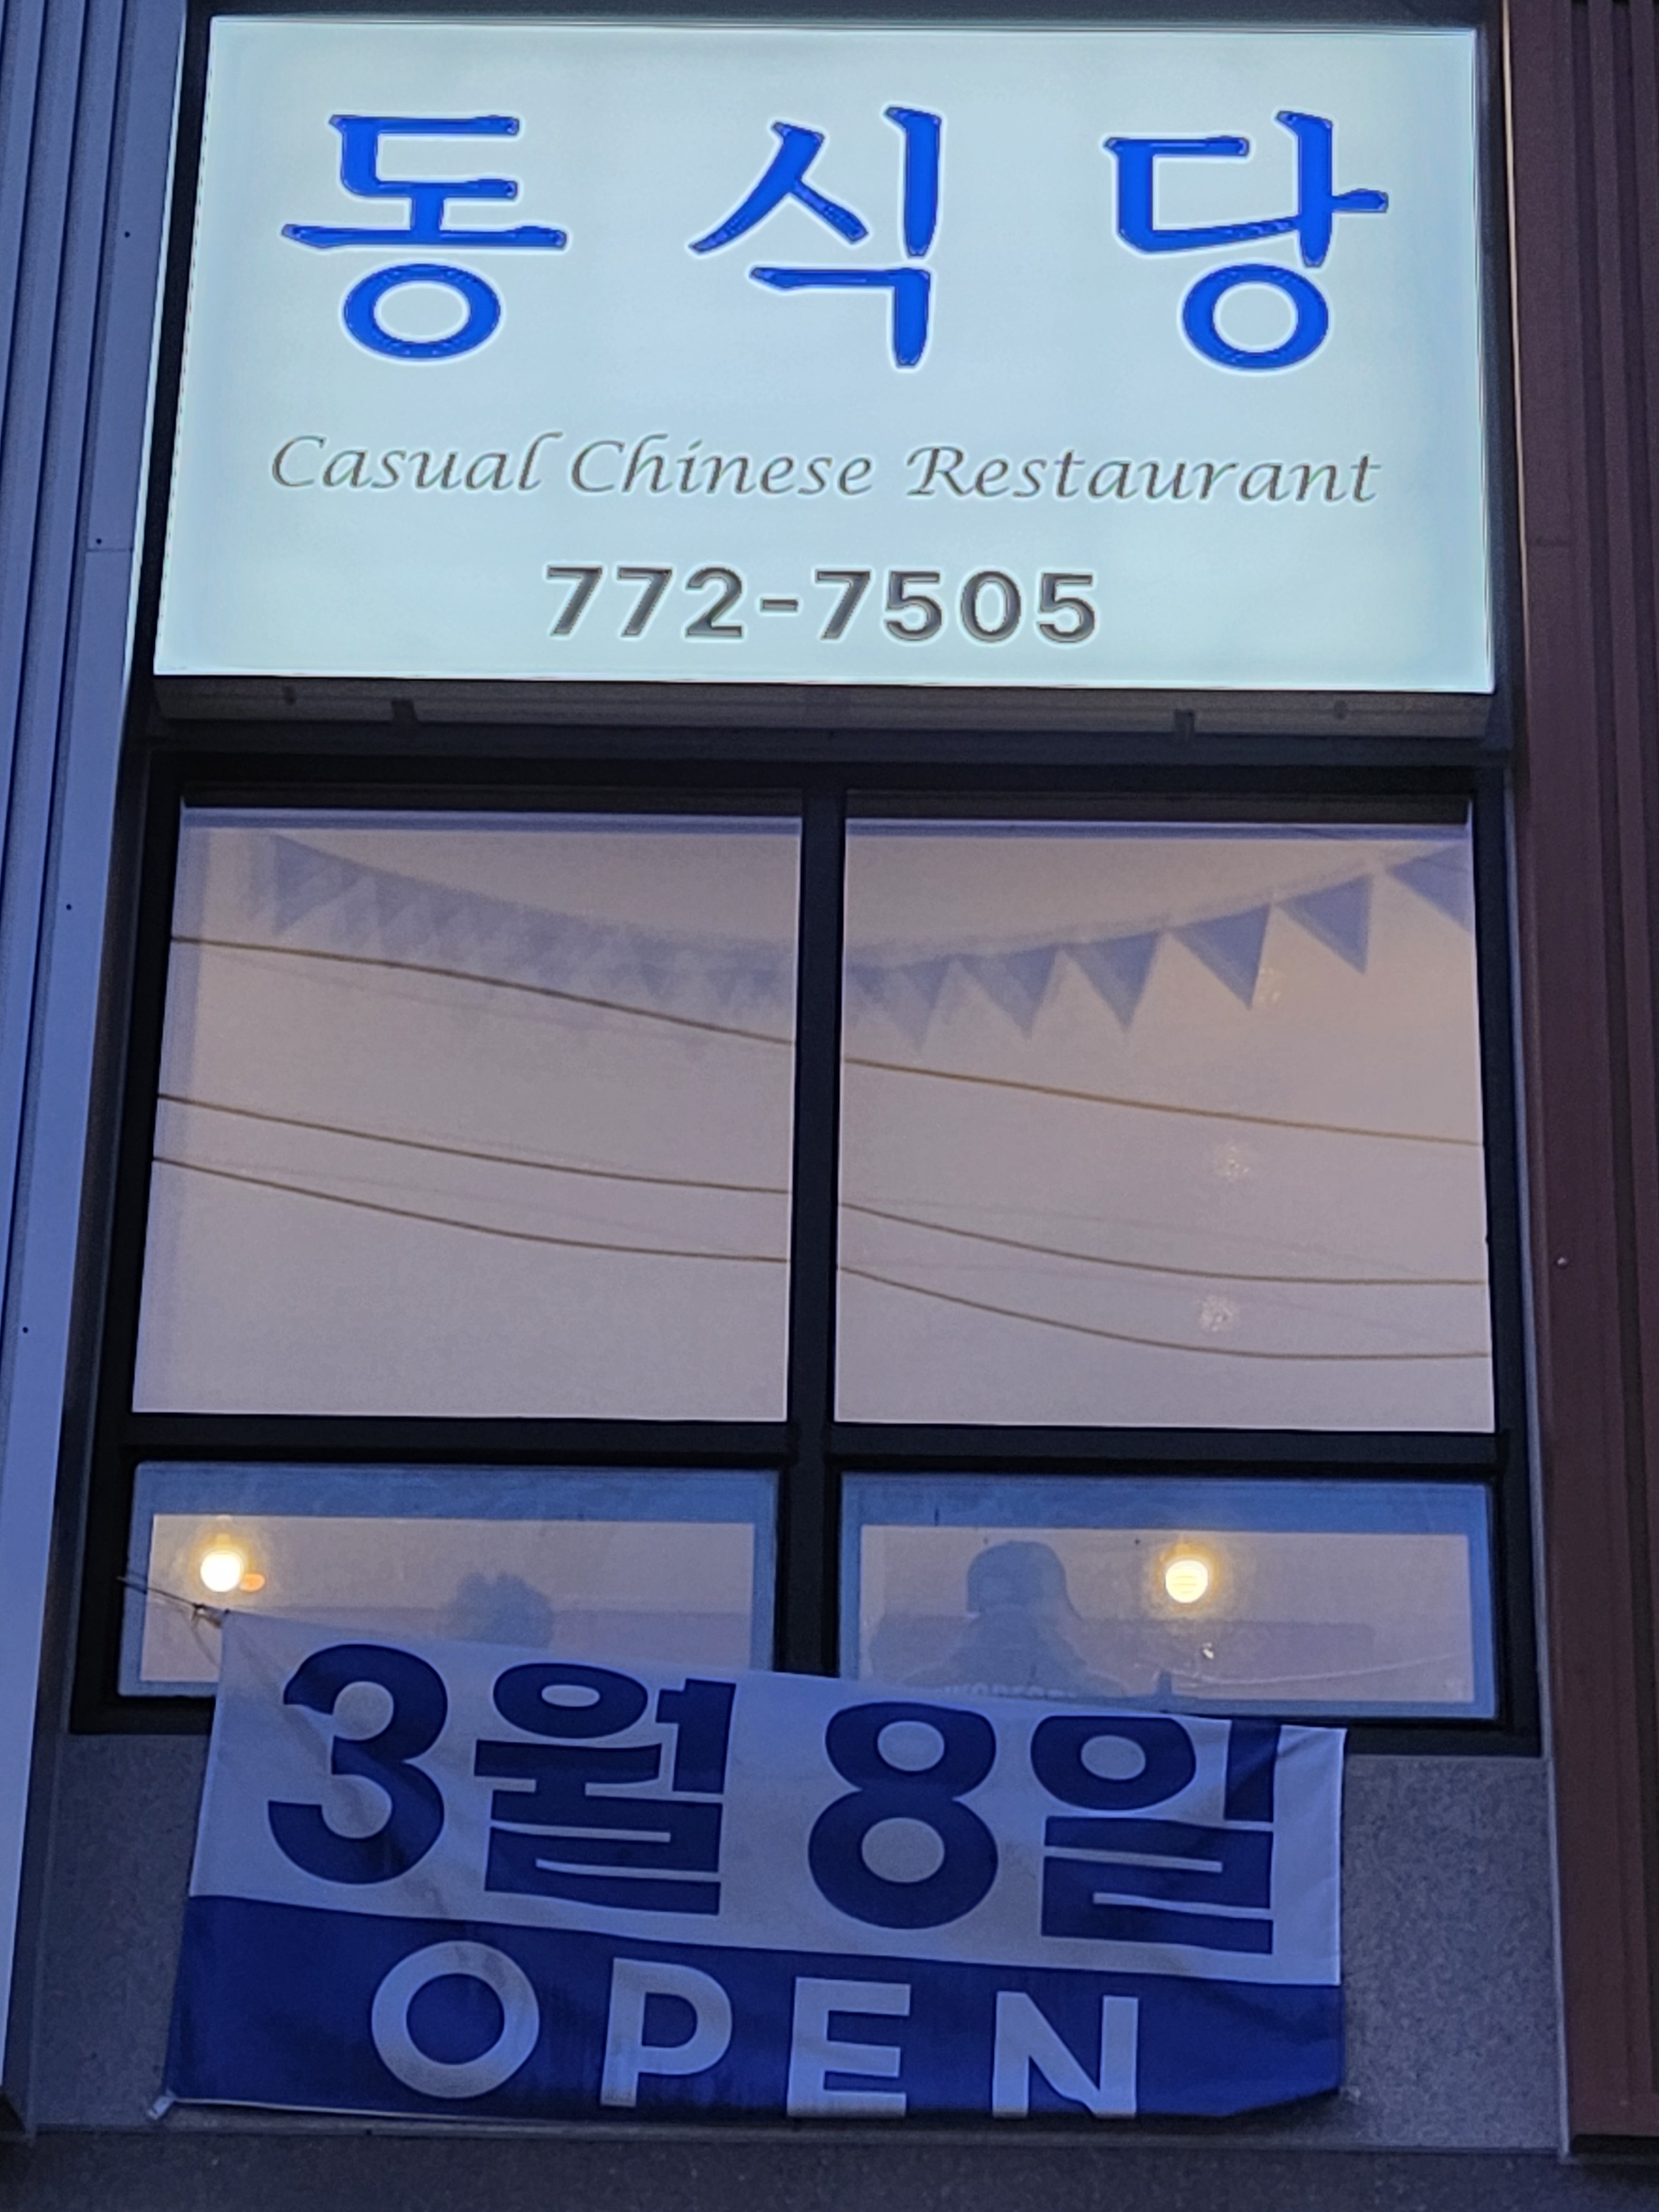 동식당
Casual Chinese Restaurant
772-7505
3월 8일
OPEN